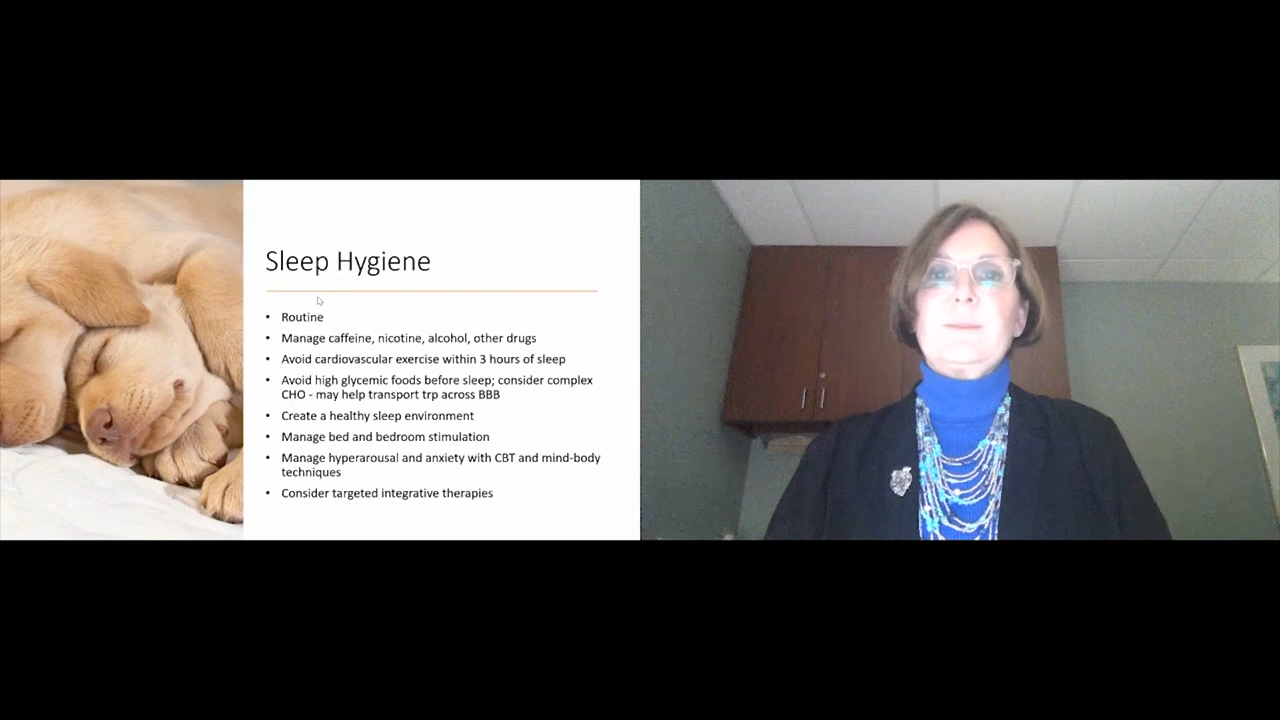 Sleep Hygiene
• Routine
• Manage caffeine, nicotine, alcohol, other drugs
• Avoid cardiovascular exercise within 3 hours of sleep
• Avoid high glycemic foods before sleep; consider complex
CHO - may help transport trp across BBB
• Create a healthy sleep environment
• Manage bed and bedroom stimulation
• Manage hyperarousal and anxiety with CBT and mind-body
techniques
• Consider targeted integrative therapies